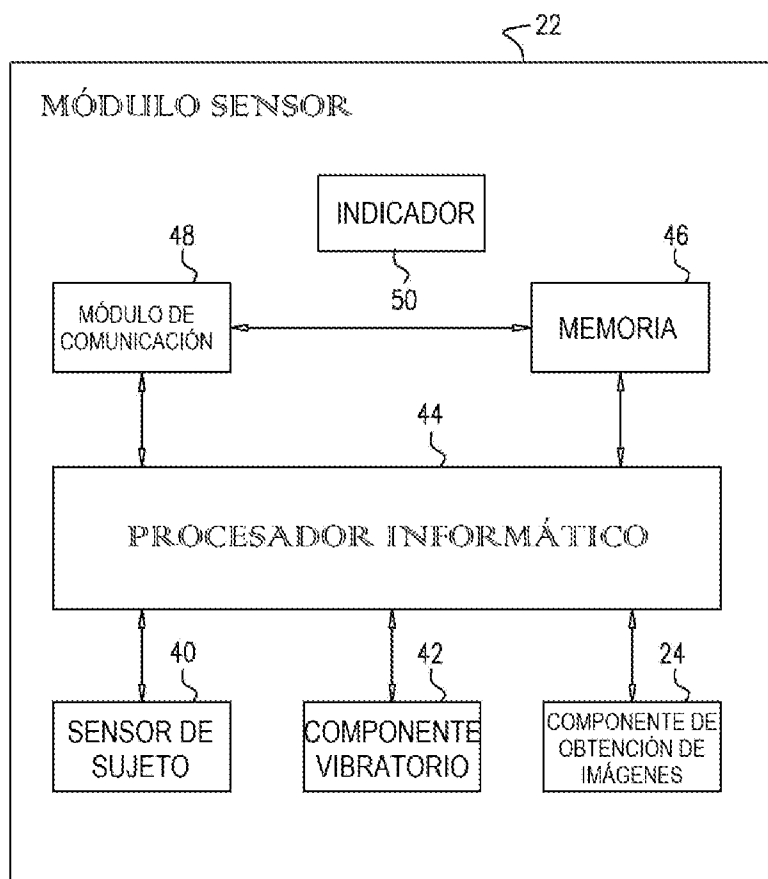 22
MÓDULO SENSOR
INDICADOR
50
48
MÓDULO DE
COMUNICACIÓN
46
MEMORIA
44
PROCESADOR INFORMÁTICO
40
SENSOR DE
SUJETO
42
COMPONENTE
VIBRATORIO
24
COMPONENTE DE
OBTENCIÓN DE
IMÁGENES